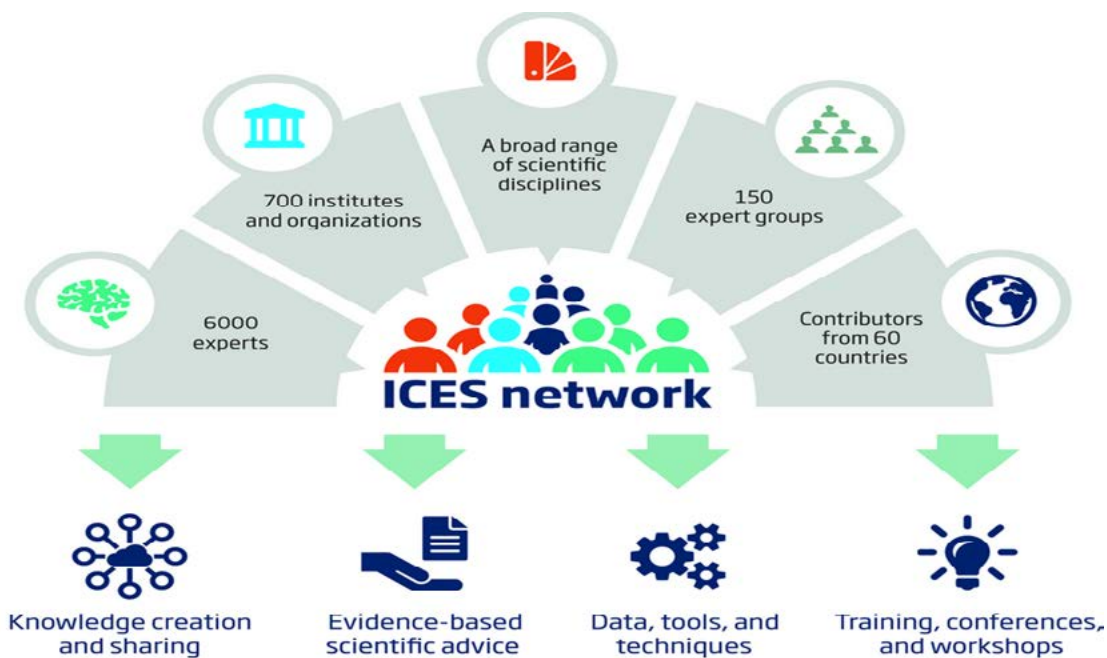 A broad range
of scientific
disciplines
700 institutes
and organizations
150
expert groups
6000
experts
Contributors
from 60
countries
ICES network
Knowledge creation
and sharing
Evidence-based
scientific advice
Data, tools, and
techniques
Training, conferences,
and workshops